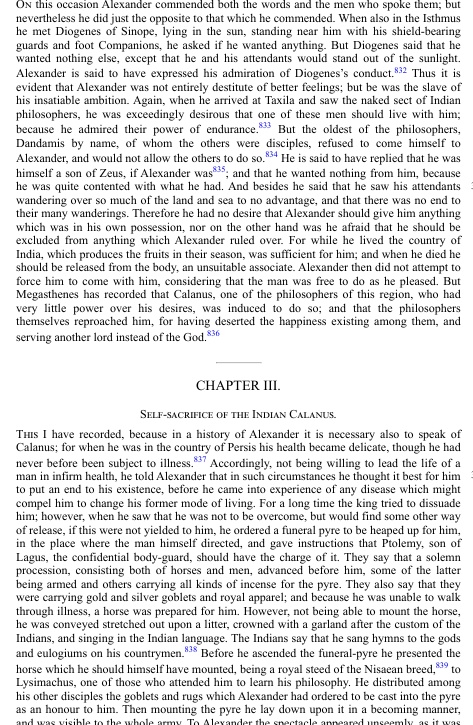 ON this occasion Alexander commended both the words and the men who spoke them; but
nevertheless he did just the opposite to that which he commended. When also in the Isthmus
he met Diogenes of Sinope, lying in the sun, standing near him with his shield-bearing
guards and foot Companions, he asked if he wanted anything. But Diogenes said that he
wanted nothing else, except that he and his attendants would stand out of the sunlight.
Alexander is said to have expressed his admiration of Diogenes’s conduct.832 Thus it is
evident that Alexander was not entirely destitute of better feelings; but he was the slave of
his insatiable ambition. Again, when he arrived at Taxila and saw the naked sect of Indian
philosophers, he was exceedingly desirous that one of these men should live with him;
because he admired their power of endurance.833 But the oldest of the philosophers,
Dandamis by name, of whom the others were disciples, refused to come himself to
Alexander, and would not allow the others to do so.834 He is said to have replied that he was
himself a son of Zeus, if Alexander was835; and that he wanted nothing from him, because
he was quite contented with what he had. And besides he said that he saw his attendants
wandering over so much of the land and sea to no advantage, and that there was no end to
their many wanderings. Therefore he had no desire that Alexander should give him anything
which was in his own possession, nor on the other hand was he afraid that he should be
excluded from anything which Alexander ruled over. For while he lived the country of
India, which produces the fruits in their season, was sufficient for him; and when he died he
should be released from the body, an unsuitable associate. Alexander then did not attempt to
force him to come with him, considering that the man was free to do as he pleased. But
Megasthenes has recorded that Calanus, one of the philosophers of this region, who had
very little power over his desires, was induced to do so; and that the philosophers
themselves reproached him, for having deserted the happiness existing among them, and
serving another lord instead of the God.836
CHAPTER III.
SELF-SACRIFICE OF THE INDIAN CALANUS.
THIS I have recorded, because in a history of Alexander it is necessary also to speak of
Calanus; for when he was in the country of Persis his health became delicate, though he had
never before been subject to illness.837 Accordingly, not being willing to lead the life of a
man in infirm health, he told Alexander that in such circumstances he thought it best for him
to put an end to his existence, before he came into experience of any disease which might
compel him to change his former mode of living. For a long time the king tried to dissuade
him; however, when he saw that he was not to be overcome, but would find some other way
of release, if this were not yielded to him, he ordered a funeral pyre to be heaped up for him,
in the place where the man himself directed, and gave instructions that Ptolemy, son of
Lagus, the confidential body-guard, should have the charge of it. They say that a solemn
procession, consisting both of horses and men, advanced before him, some of the latter
being armed and others carrying all kinds of incense for the pyre. They also say that they
were carrying gold and silver goblets and royal apparel; and because he was unable to walk
through illness, a horse was prepared for him. However, not being able to mount the horse,
he was conveyed stretched out upon a litter, crowned with a garland after the custom of the
Indians, and singing in the Indian language. The Indians say that he sang hymns to the gods
and eulogiums on his countrymen.838 Before he ascended the funeral-pyre he presented the
horse which he should himself have mounted, being a royal steed of the Nisaean breed,839 to
Lysimachus, one of those who attended him to learn his philosophy. He distributed among
his other disciples the goblets and rugs which Alexander had ordered to be cast into the pyre
as an honour to him. Then mounting the pyre he lay down upon it in a becoming manner,
and was visible to the whole army. To Alexander the spectacle appeared unseemly, as it was